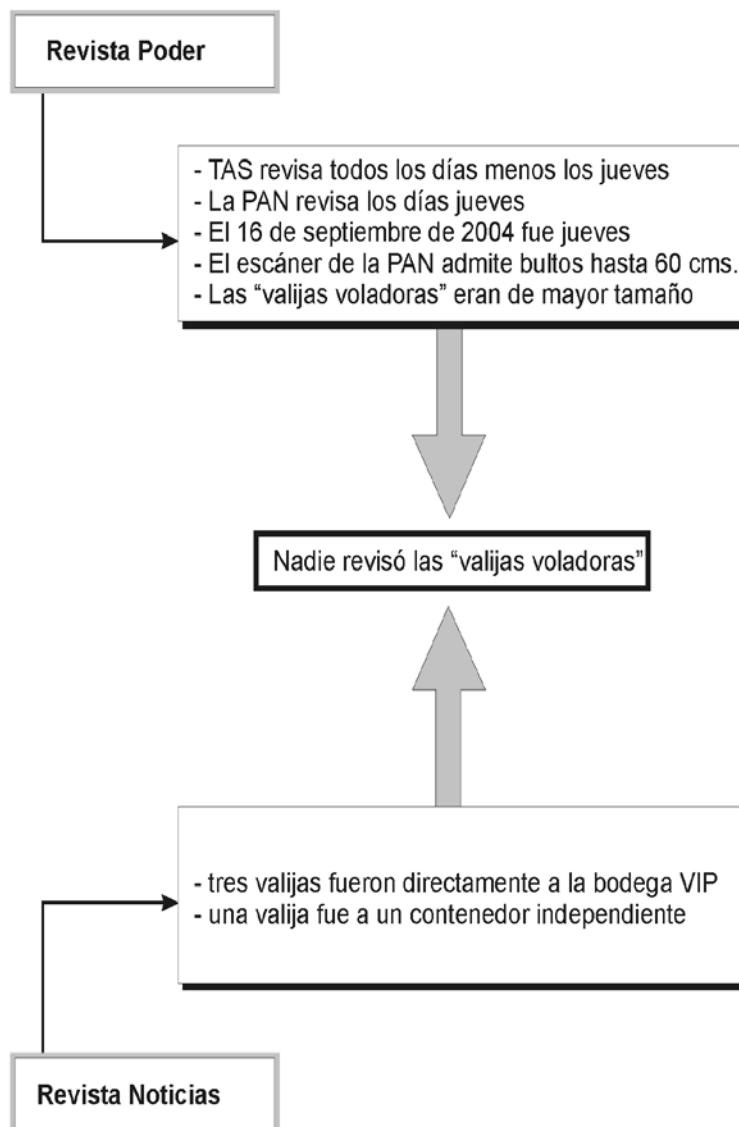 Revista Poder
- TAS revisa todos los días menos los jueves
- La PAN revisa los días jueves
- El 16 de septiembre de 2004 fue jueves
- El escáner de la PAN admite bultos hasta 60 cms.
- Las “valijas voladoras” eran de mayor tamaño
Nadie revisó las “valijas voladoras”
- tres valijas fueron directamente a la bodega VIP
- una valija fue a un contenedor independiente
Revista Noticias